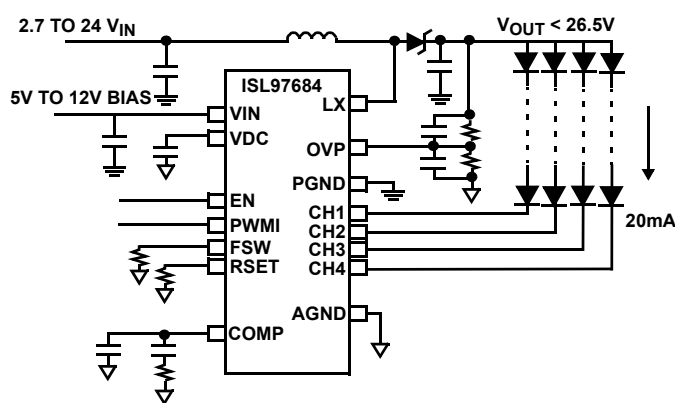 2.7 TO 24 VIN
VOUT < 26.5V
ISL97684
5V TO 12V BIAS
VIN
LX
VDC
OVP
PGND
EN
CH1
PWMI
CH2
20mA
FSW
CH3
RSET
CH4
AGND
COMP